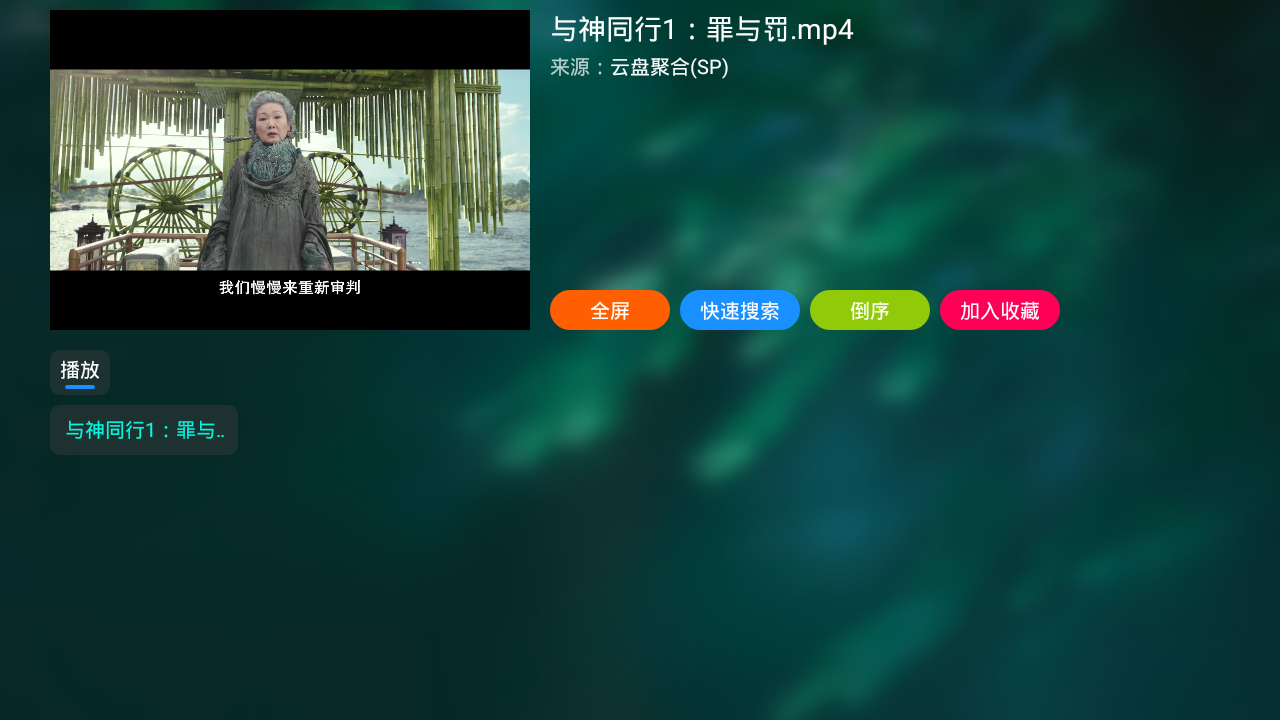 与神同行1：罪与罚.mp4
来源：云盘聚合(SP)
我们慢慢来重新审判
全屏
快速搜索
倒序
加入收藏
播放
与神同行1：罪与..